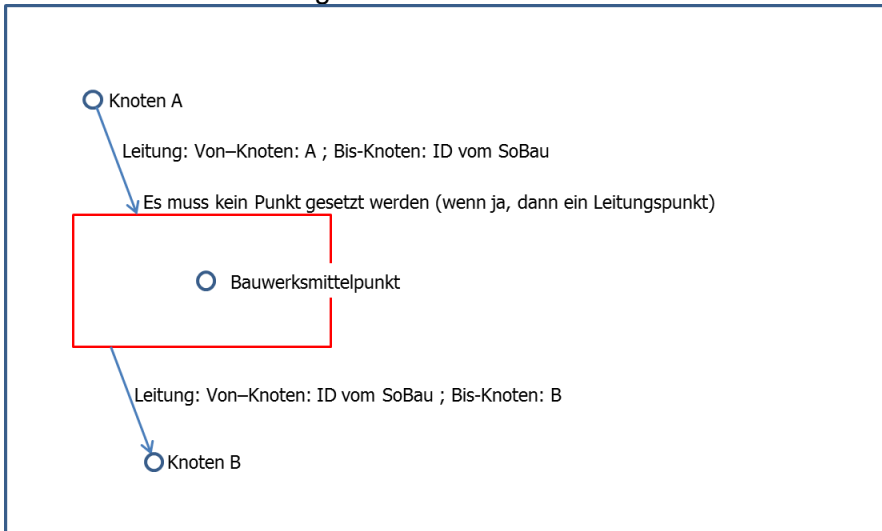 Knoten A
Leitung: Von–Knoten: A ; Bis-Knoten: ID vom SoBau
Es muss kein Punkt gesetzt werden (wenn ja, dann ein Leitungspunkt)
Bauwerksmittelpunkt
Leitung: Von–Knoten: ID vom SoBau ; Bis-Knoten: B
Knoten B